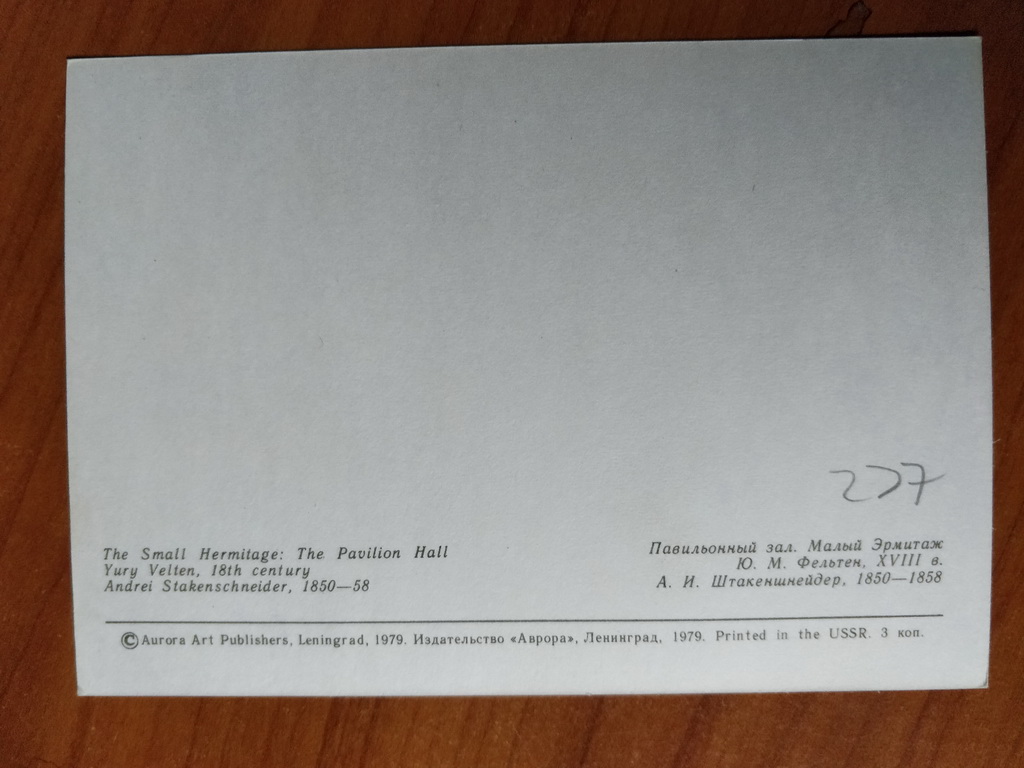 227
The Small Hermitage: The Pavilion Hall
Yury Velten, 18th century
Andrei Stakenschneider, 1850—58
Павильонный зал. Малый Эрмитаж
Ю. М. Фельтен, XVIII в.
А. И. Штакеншнейдер, 1850—1858
©Aurora Art Publishers, Leningrad, 1979. Издательство «Аврора», Ленинград, 1979. Printed in the USSR. 3 коп.